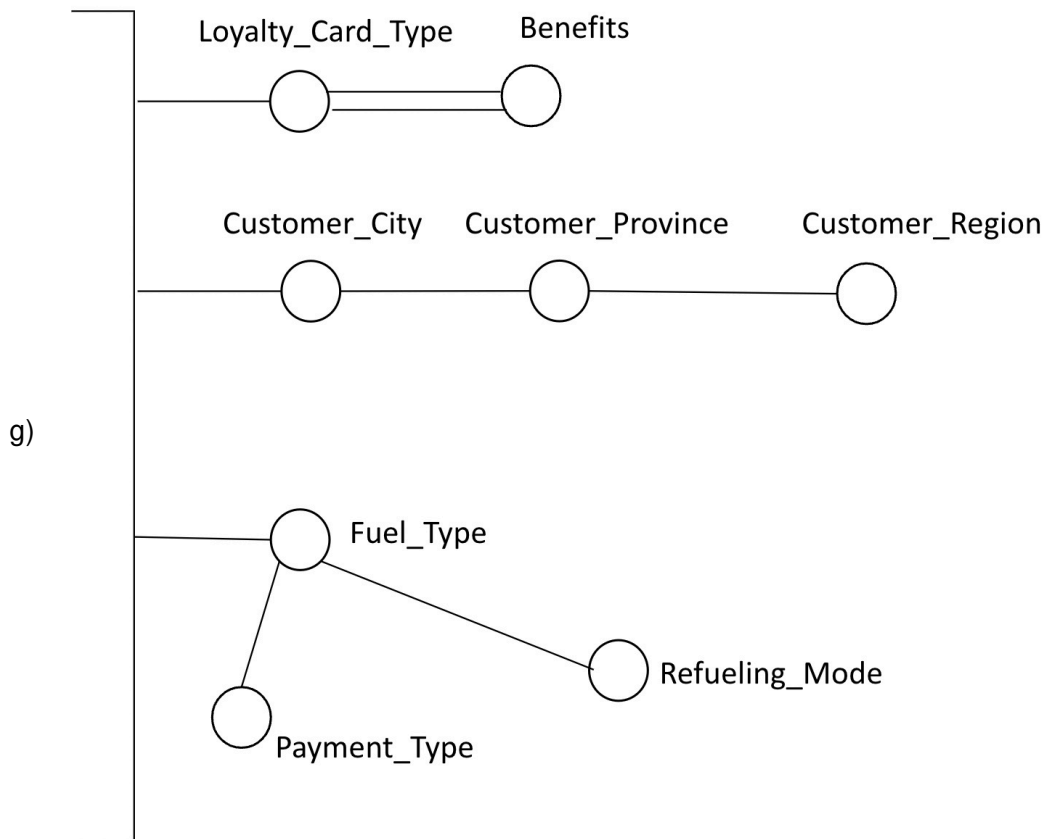 Loyalty_Card_Type
Benefits
Customer_City
Customer_Province
Customer_Region
g)
Fuel_Type
Refueling_Mode
Payment_Type